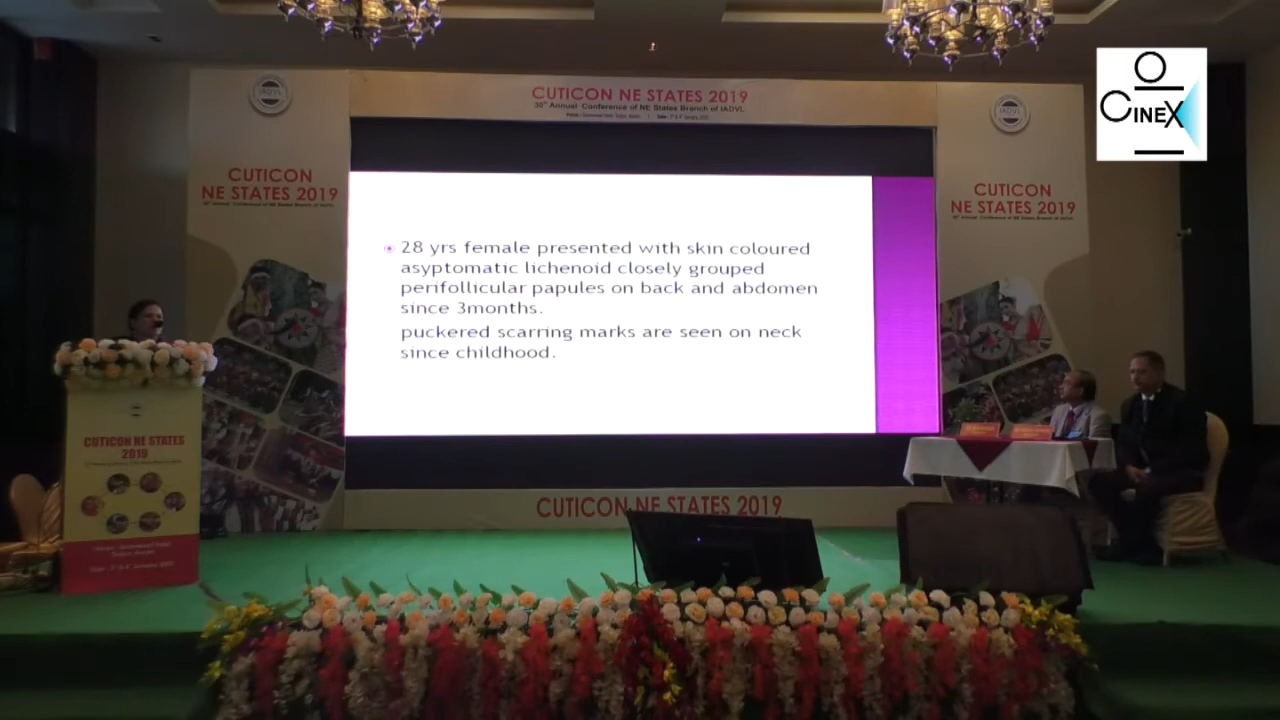 CINEX
CUTICON NE STATES 2019
30th Annual Conference of NE States Branch of IADVL
IADVL
CUTICON
NE STATES 2019
IADVL
CUTICON
NE STATES 2019
28 yrs female presented with skin coloured
asyptomatic lichenoid closely grouped
perifollicular papules on back and abdomen
since 3months.
puckered scarring marks are seen on neck
since childhood.
CUTICON NE STATES
2019
CUTICON NE STATES 2019